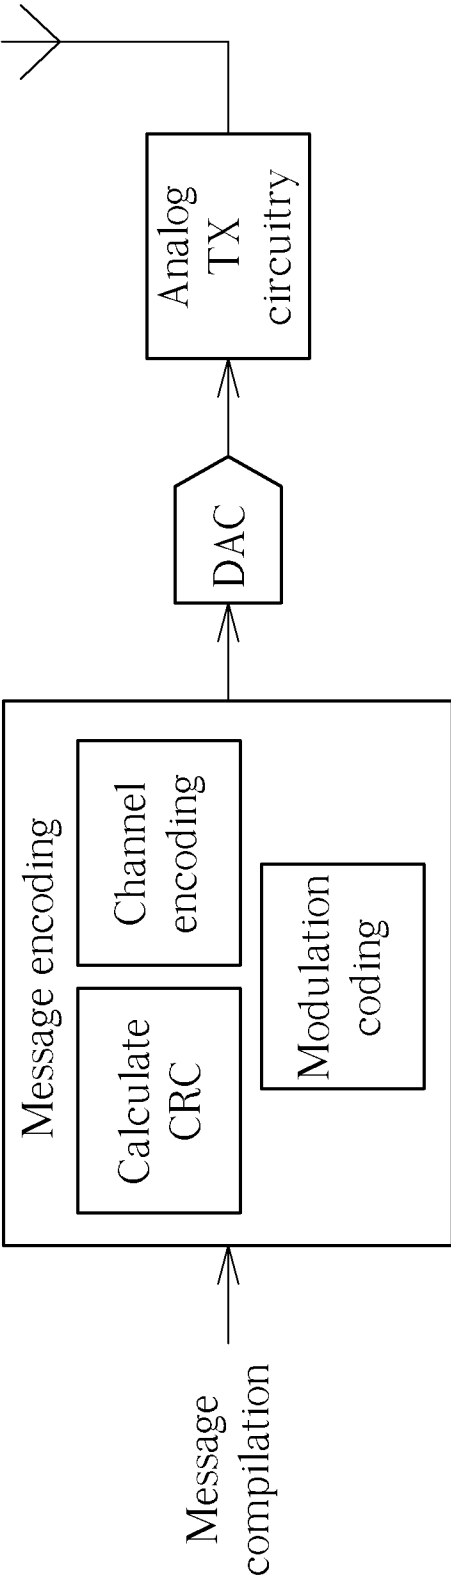 Message
compilation
Message encoding
Calculate
CRC
Channel
encoding
Modulation
coding
DAC
Analog
TX
circuitry